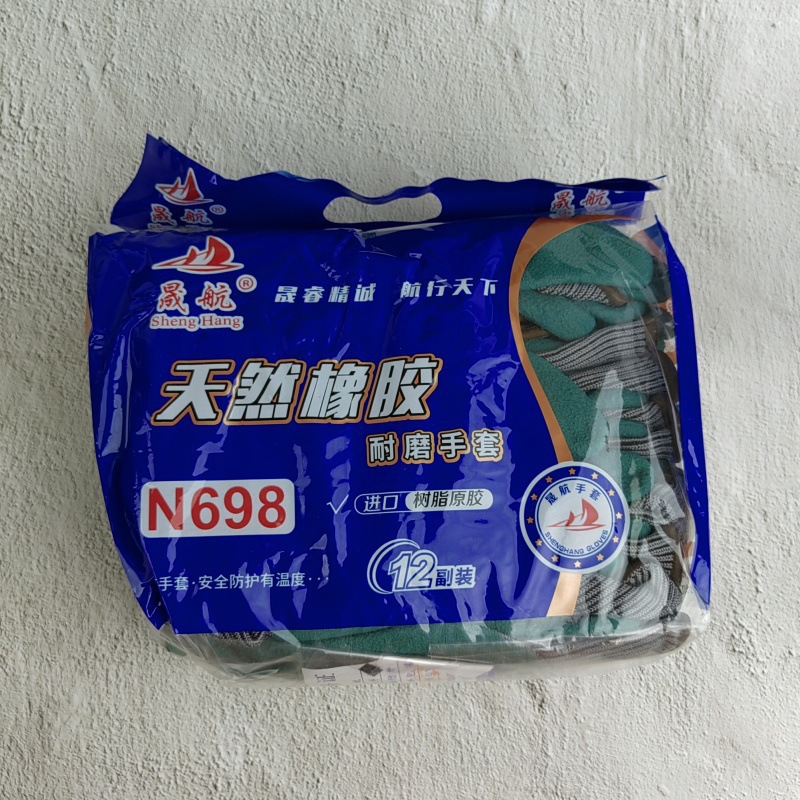 晟航®
晟航
晟航®
Sheng Hang
晟睿精诚 航行天下
天然橡胶
耐磨手套
N698
进口 树脂原胶
12副装
手套·安全防护有温度···
晟航手套
SHENGHANG GLOVES